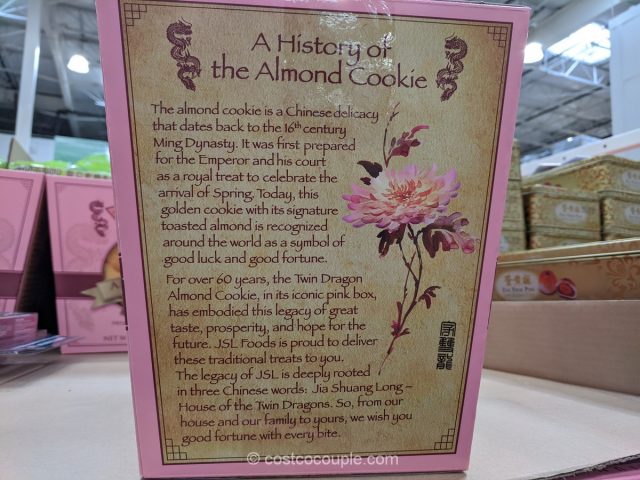 A History of
the Almond Cookie
The almond cookie is a Chinese delicacy
that dates back to the 16th century
Ming Dynasty. It was first prepared
for the Emperor and his court
as a royal treat to celebrate the
arrival of Spring. Today, this
golden cookie with its signature
toasted almond is recognized
around the world as a symbol of
good luck and good fortune.
For over 60 years, the Twin Dragon
Almond Cookie, in its iconic pink box,
has embodied this legacy of great
taste, prosperity, and hope for the
future. JSL Foods is proud to deliver
these traditional treats to you.
The legacy of JSL is deeply rooted
in three Chinese words: Jia Shuang Long –
House of the Twin Dragons. So, from our
house and our family to yours, we wish you
good fortune with every bite.
家雙龍
© costcocouple.com